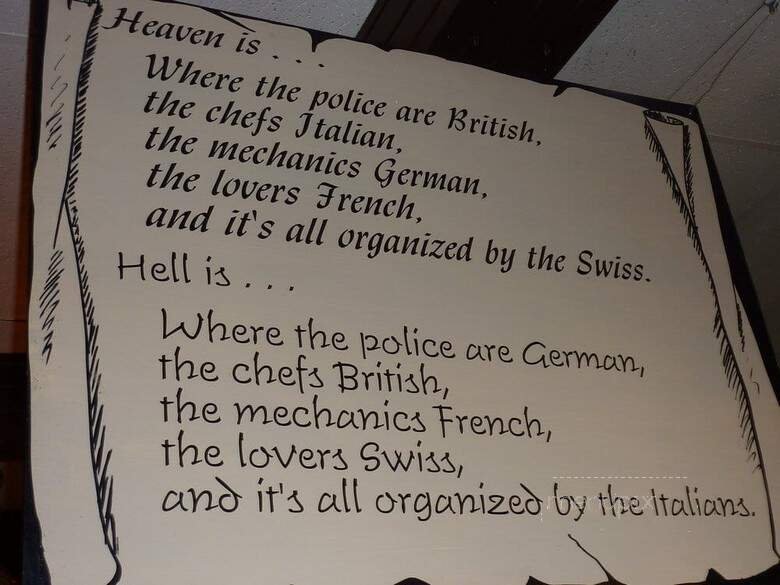 Heaven is . . .
Where the police are British,
the chefs Italian,
the mechanics German,
the lovers French,
and it's all organized by the Swiss.
Hell is . . .
Where the police are German,
the chefs British,
the mechanics French,
the lovers Swiss,
and it's all organized by the Italians.